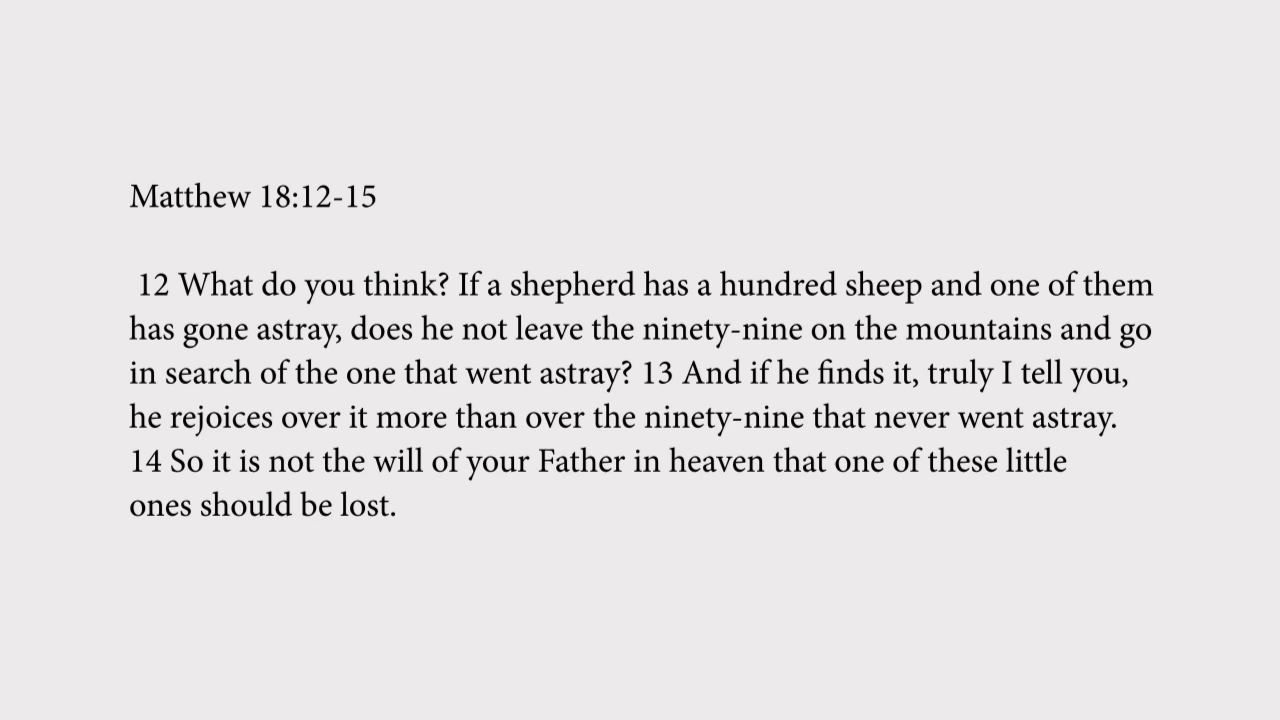 Matthew 18:12-15
12 What do you think? If a shepherd has a hundred sheep and one of them
has gone astray, does he not leave the ninety-nine on the mountains and go
in search of the one that went astray? 13 And if he finds it, truly I tell you,
he rejoices over it more than over the ninety-nine that never went astray.
14 So it is not the will of your Father in heaven that one of these little
ones should be lost.